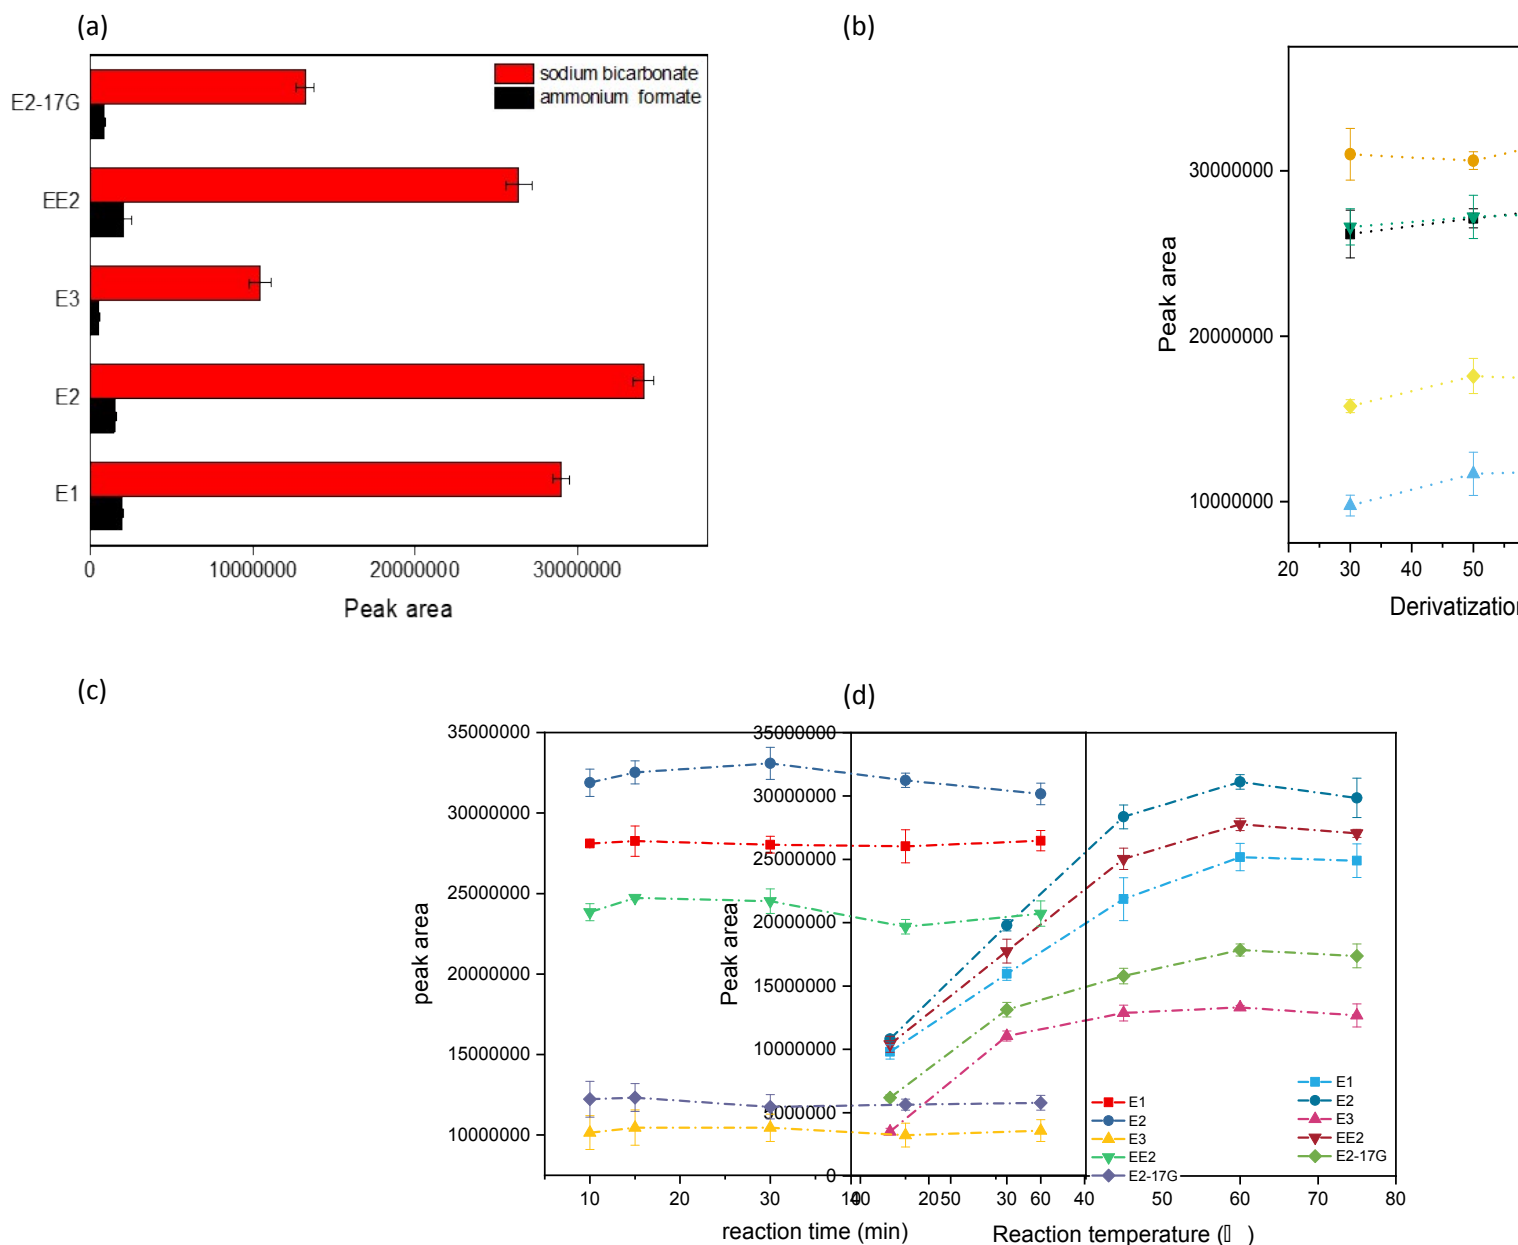 (a)
sodium bicarbonate
ammonium formate
E2-17G
EE2
E3
E2
E1
0 10000000 20000000 30000000
Peak area
(b)
30000000
20000000
10000000
Peak area
20 30 40 50
Derivatization
(c)
35000000
30000000
25000000
20000000
15000000
10000000
peak area
10 20 30 40 50 60
reaction time (min)
E1
E2
E3
EE2
E2-17G
(d)
35000000
30000000
25000000
20000000
15000000
10000000
5000000
0
Peak area
10 20 30 40 50 60 70 80
Reaction temperature (▯ )
E1
E2
E3
EE2
E2-17G